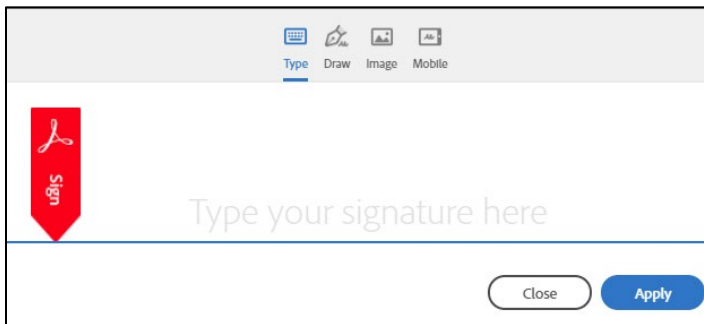 Type Draw Image Mobile
Sign
Type your signature here
Close Apply